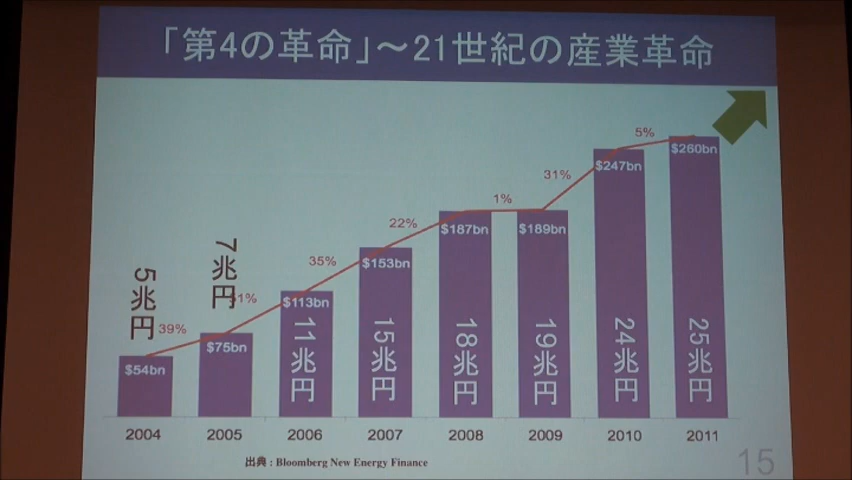 「第4の革命」～21世紀の産業革命
5%
$260bn
$247bn
31%
1%
$187bn
$189bn
22%
$153bn
35%
$113bn
7兆円
$75bn
39%
5兆円
$54bn
11兆円
15兆円
18兆円
19兆円
24兆円
25兆円
2004 2005 2006 2007 2008 2009 2010 2011
出典 : Bloomberg New Energy Finance
15